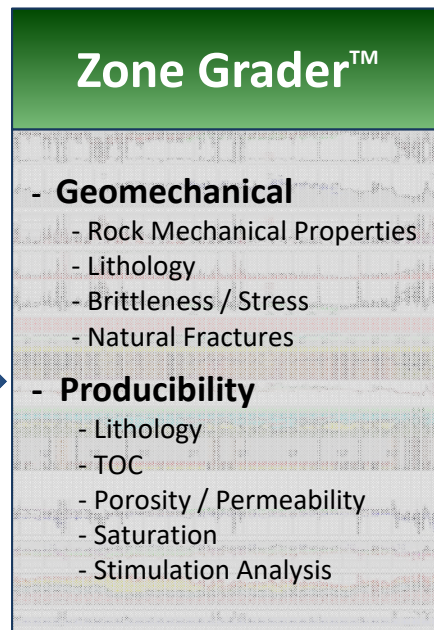 Zone Grader™
- Geomechanical
- Rock Mechanical Properties
- Lithology
- Brittleness / Stress
- Natural Fractures
- Producibility
- Lithology
- TOC
- Porosity / Permeability
- Saturation
- Stimulation Analysis